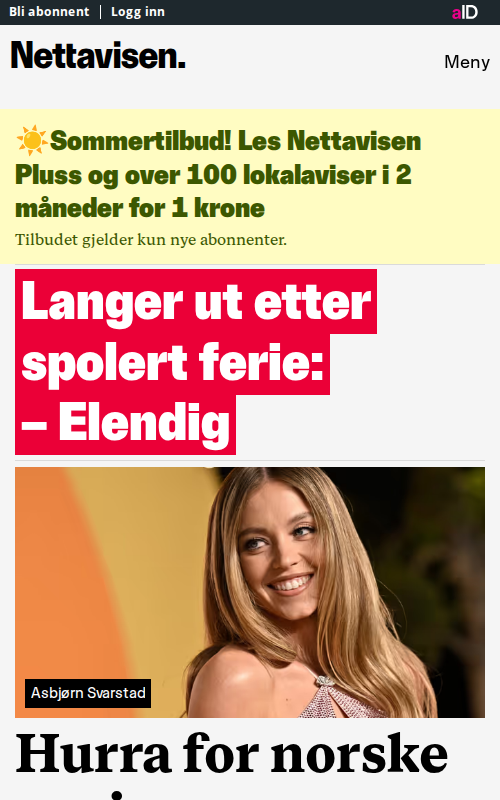 Bli abonnent | Logg inn
aID
Nettavisen.
Meny
☀️Sommertilbud! Les Nettavisen
Pluss og over 100 lokalaviser i 2
måneder for 1 krone
Tilbudet gjelder kun nye abonnenter.
Langer ut etter
spolert ferie:
– Elendig
Asbjørn Svarstad
Hurra for norske